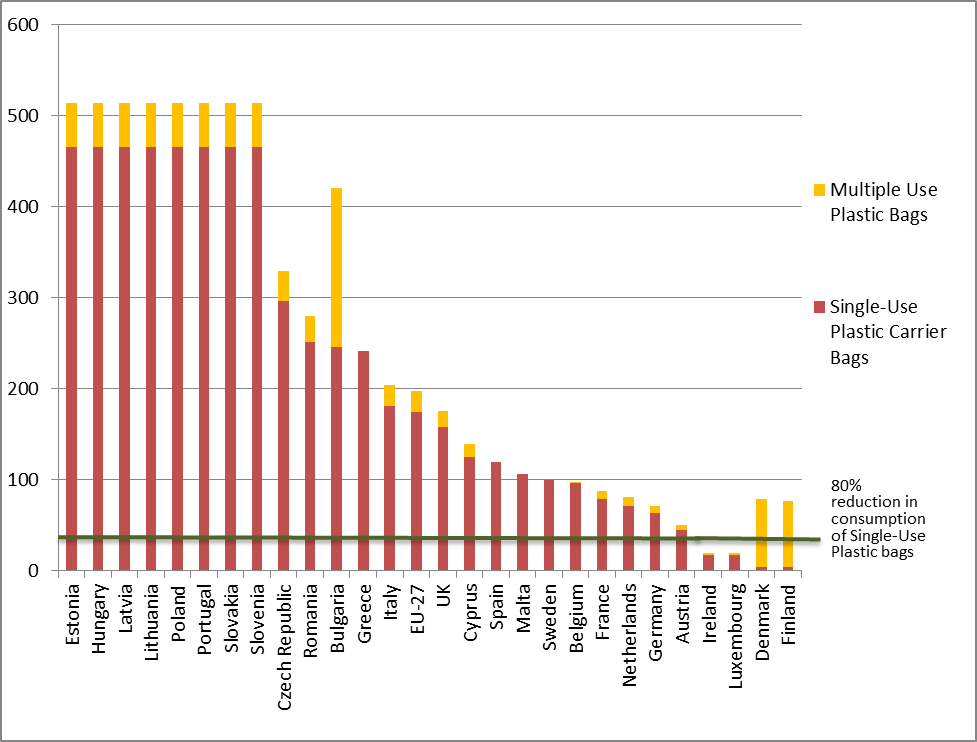 600
500
400
300
200
100
0
Estonia
Hungary
Latvia
Lithuania
Poland
Portugal
Slovakia
Slovenia
Czech Republic
Romania
Bulgaria
Greece
Italy
EU-27
UK
Cyprus
Spain
Malta
Sweden
Belgium
France
Netherlands
Germany
Austria
Ireland
Luxembourg
Denmark
Finland
Multiple Use
Plastic Bags
Single-Use
Plastic Carrier
Bags
80%
reduction in
consumption
of Single-Use
Plastic bags